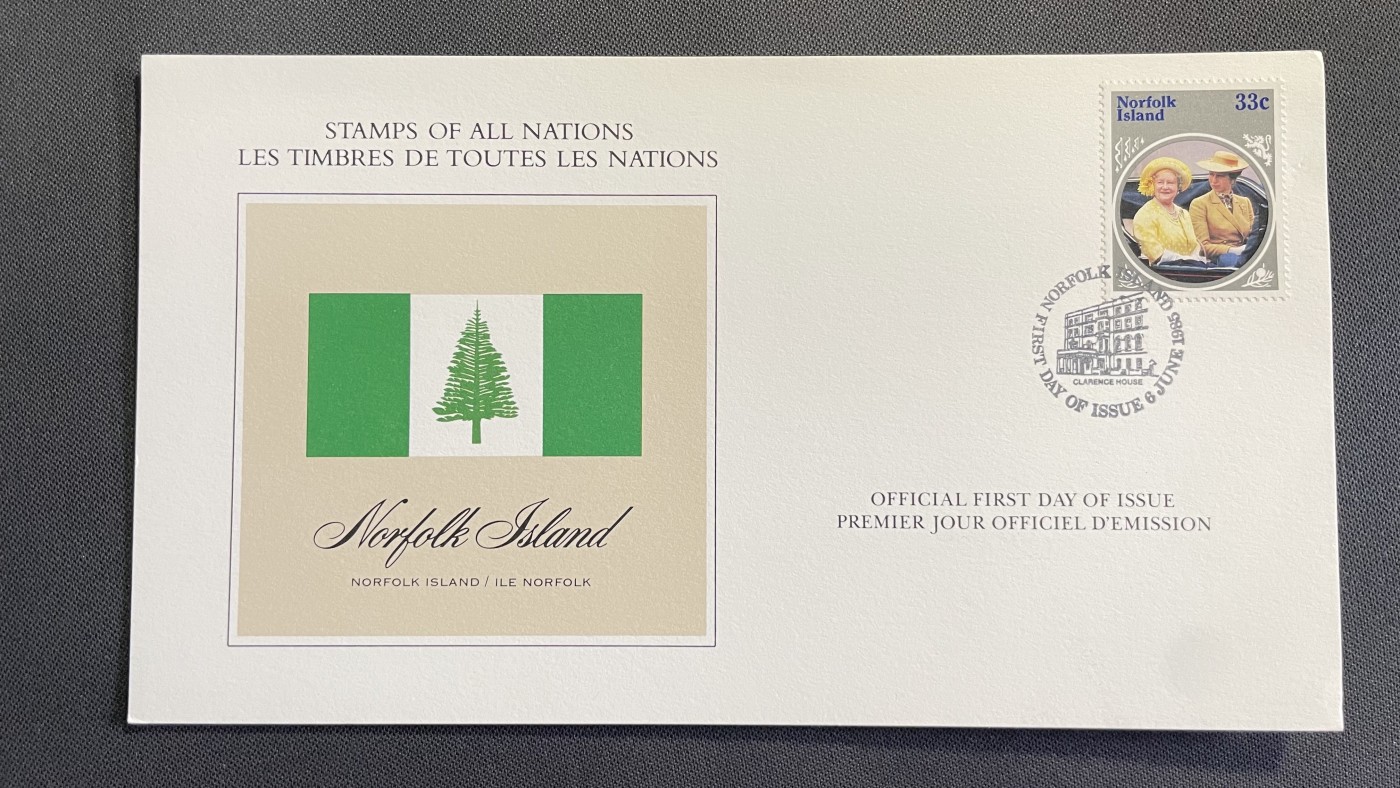 STAMPS OF ALL NATIONS
LES TIMBRES DE TOUTES LES NATIONS
Norfolk Island
NORFOLK ISLAND / ILE NORFOLK
Norfolk
Island
33c
NORFOLK ISLAND
CLARENCE HOUSE
FIRST DAY OF ISSUE 6 JUNE 1985
OFFICIAL FIRST DAY OF ISSUE
PREMIER JOUR OFFICIEL D'EMISSION